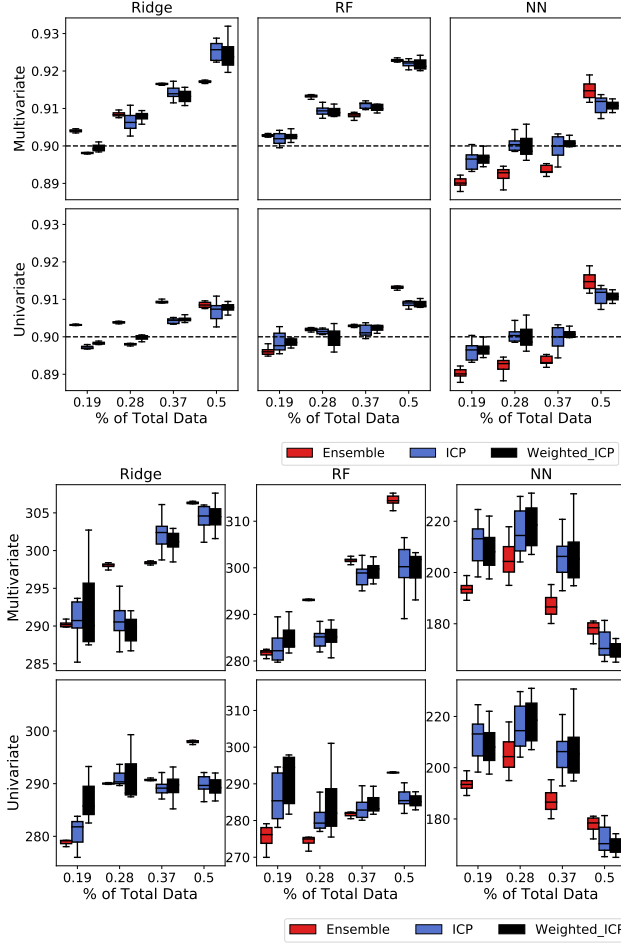 Ridge RF NN
Multivariate
0.93
0.92
0.91
0.90
0.89
Univariate
0.93
0.92
0.91
0.90
0.89
0.19 0.28 0.37 0.5
0.19 0.28 0.37 0.5
0.19 0.28 0.37 0.5
% of Total Data % of Total Data % of Total Data
Ensemble ICP Weighted_ICP
Ridge RF NN
Multivariate
305
300
295
290
285
310
300
290
280
220
200
180
Univariate
300
290
280
310
300
290
280
270
220
200
180
0.19 0.28 0.37 0.5
0.19 0.28 0.37 0.5
0.19 0.28 0.37 0.5
% of Total Data % of Total Data % of Total Data
Ensemble ICP Weighted_ICP